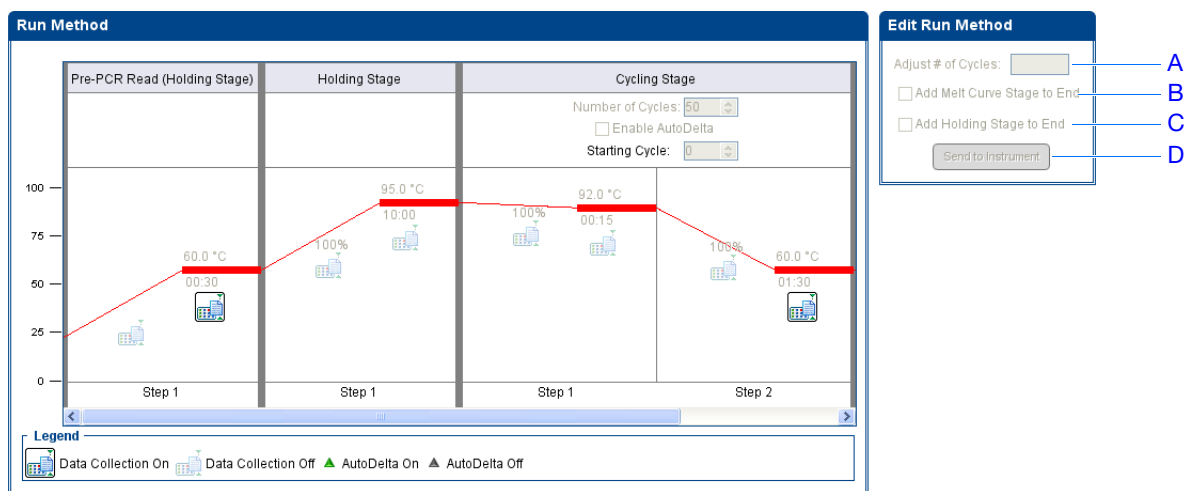 Run Method
Edit Run Method
Pre-PCR Read (Holding Stage)
Holding Stage
Cycling Stage
Number of Cycles: 50
Enable AutoDelta
Starting Cycle: 0
Adjust # of Cycles:
A
Add Melt Curve Stage to End
B
Add Holding Stage to End
C
Send to Instrument
D
100
75
50
25
0
60.0 °C
00:30
100%
95.0 °C
10:00
100%
92.0 °C
00:15
100%
60.0 °C
01:30
Step 1
Step 1
Step 1
Step 2
Legend
Data Collection On
Data Collection Off
AutoDelta On
AutoDelta Off